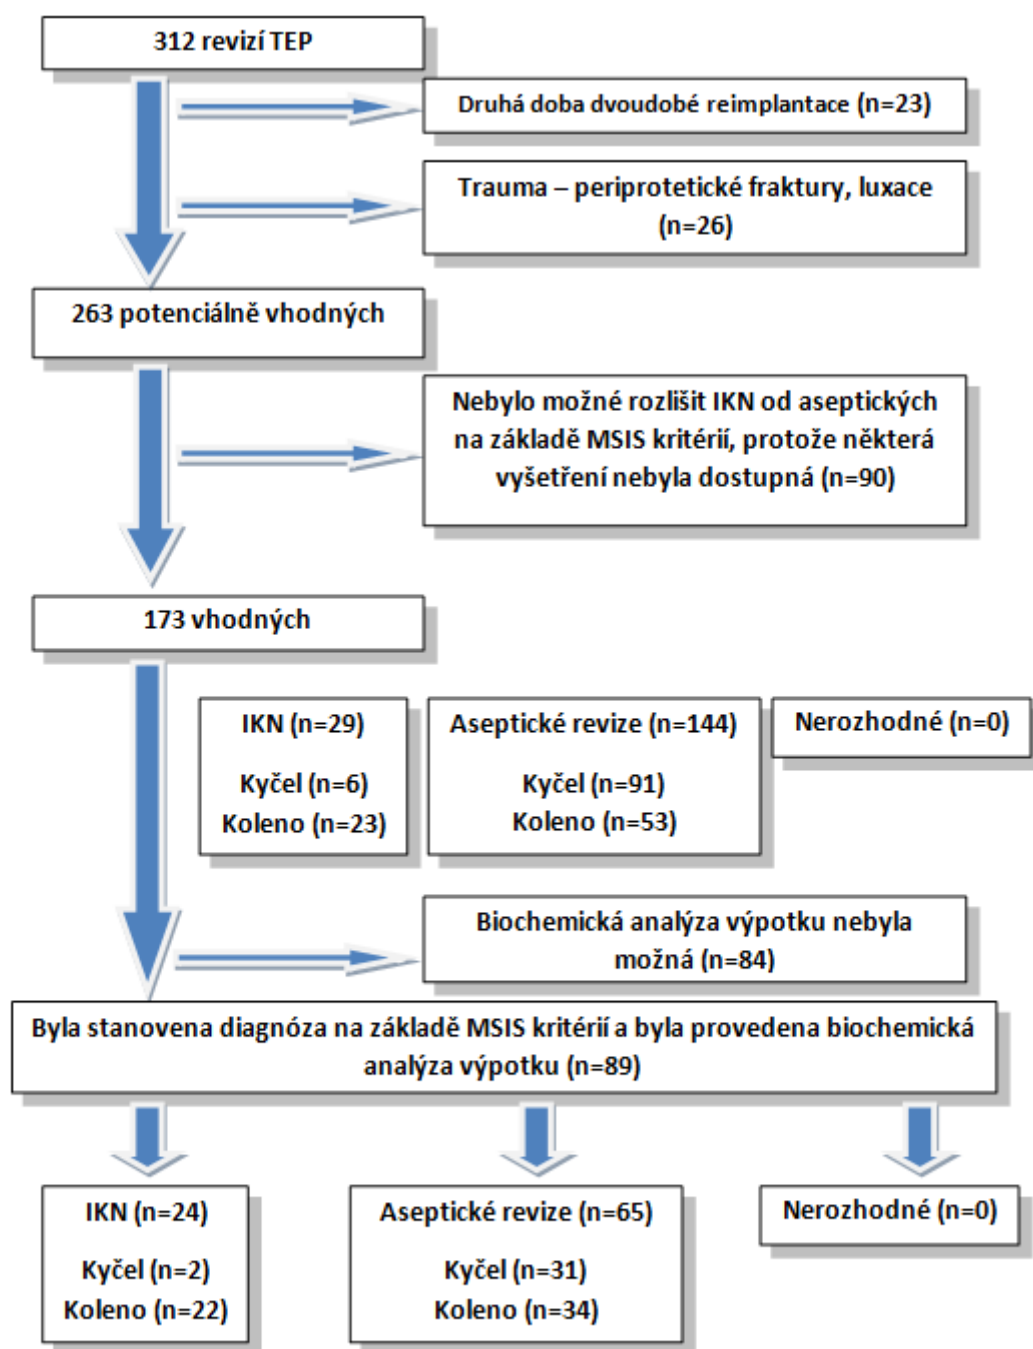 312 revizí TEP
Druhá doba dvoudobé reimplantace (n=23)
Trauma – periprotetické fraktury, luxace
(n=26)
263 potenciálně vhodných
Nebylo možné rozlišit IKN od aseptických
na základě MSIS kritérií, protože některá
vyšetření nebyla dostupná (n=90)
173 vhodných
IKN (n=29)
Kyčel (n=6)
Koleno (n=23)
Aseptické revize (n=144)
Kyčel (n=91)
Koleno (n=53)
Nerozhodné (n=0)
Biochemická analýza výpotku nebyla
možná (n=84)
Byla stanovena diagnóza na základě MSIS kritérií a byla provedena biochemická
analýza výpotku (n=89)
IKN (n=24)
Kyčel (n=2)
Koleno (n=22)
Aseptické revize (n=65)
Kyčel (n=31)
Koleno (n=34)
Nerozhodné (n=0)